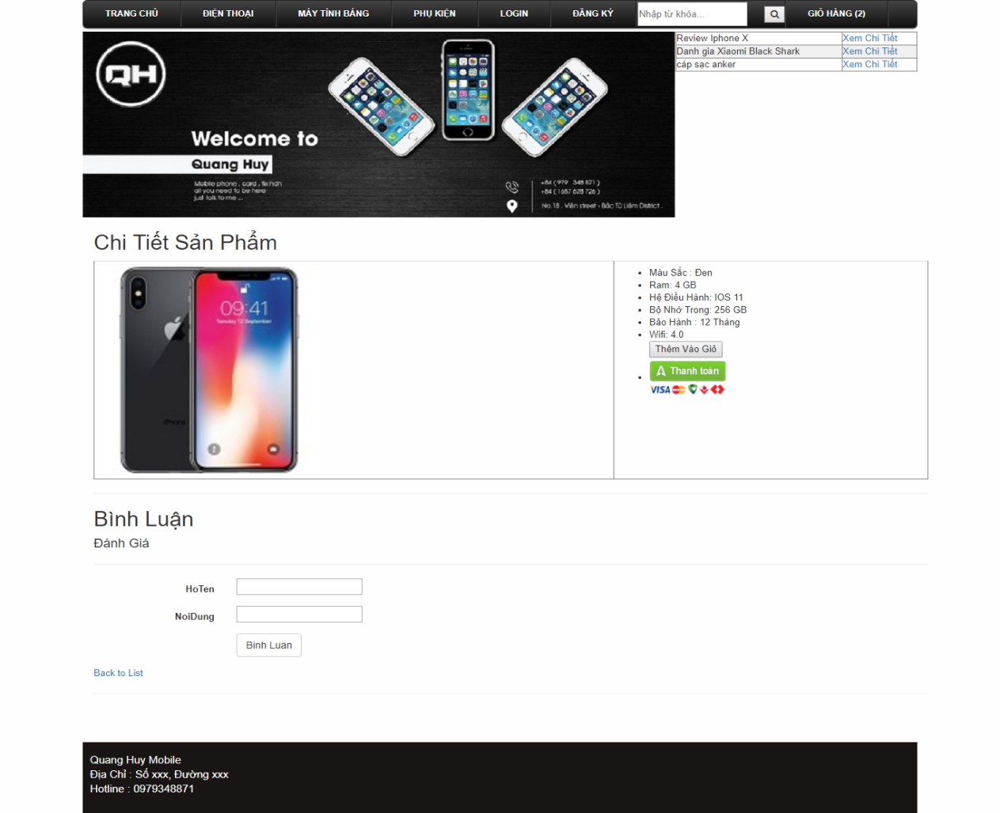 TRANG CHỦ
ĐIỆN THOẠI
MÁY TÍNH BẢNG
PHỤ KIỆN
LOGIN
ĐĂNG KÝ
Nhập từ khóa...
GIỎ HÀNG (2)
QH
Welcome to
Quang Huy
Mobile phone , card , fix hdh
all you need to be here
just talk to me ...
+84 ( 979 348 871 )
+84 ( 1687 628 726 )
No.18 , Viên street - Bắc Từ Liêm District .
Review Iphone X Xem Chi Tiết
Danh gia Xiaomi Black Shark Xem Chi Tiết
cáp sạc anker Xem Chi Tiết
Chi Tiết Sản Phẩm
09:41
Tuesday 12 September
iPhone
Màu Sắc : Đen
Ram: 4 GB
Hệ Điều Hành: IOS 11
Bộ Nhớ Trong: 256 GB
Bảo Hành : 12 Tháng
Wifi: 4.0
Thêm Vào Giỏ
Thanh toán
VISA
Bình Luận
Đánh Giá
HoTen
NoiDung
Binh Luan
Back to List
Quang Huy Mobile
Địa Chỉ : Số xxx, Đường xxx
Hotline : 0979348871